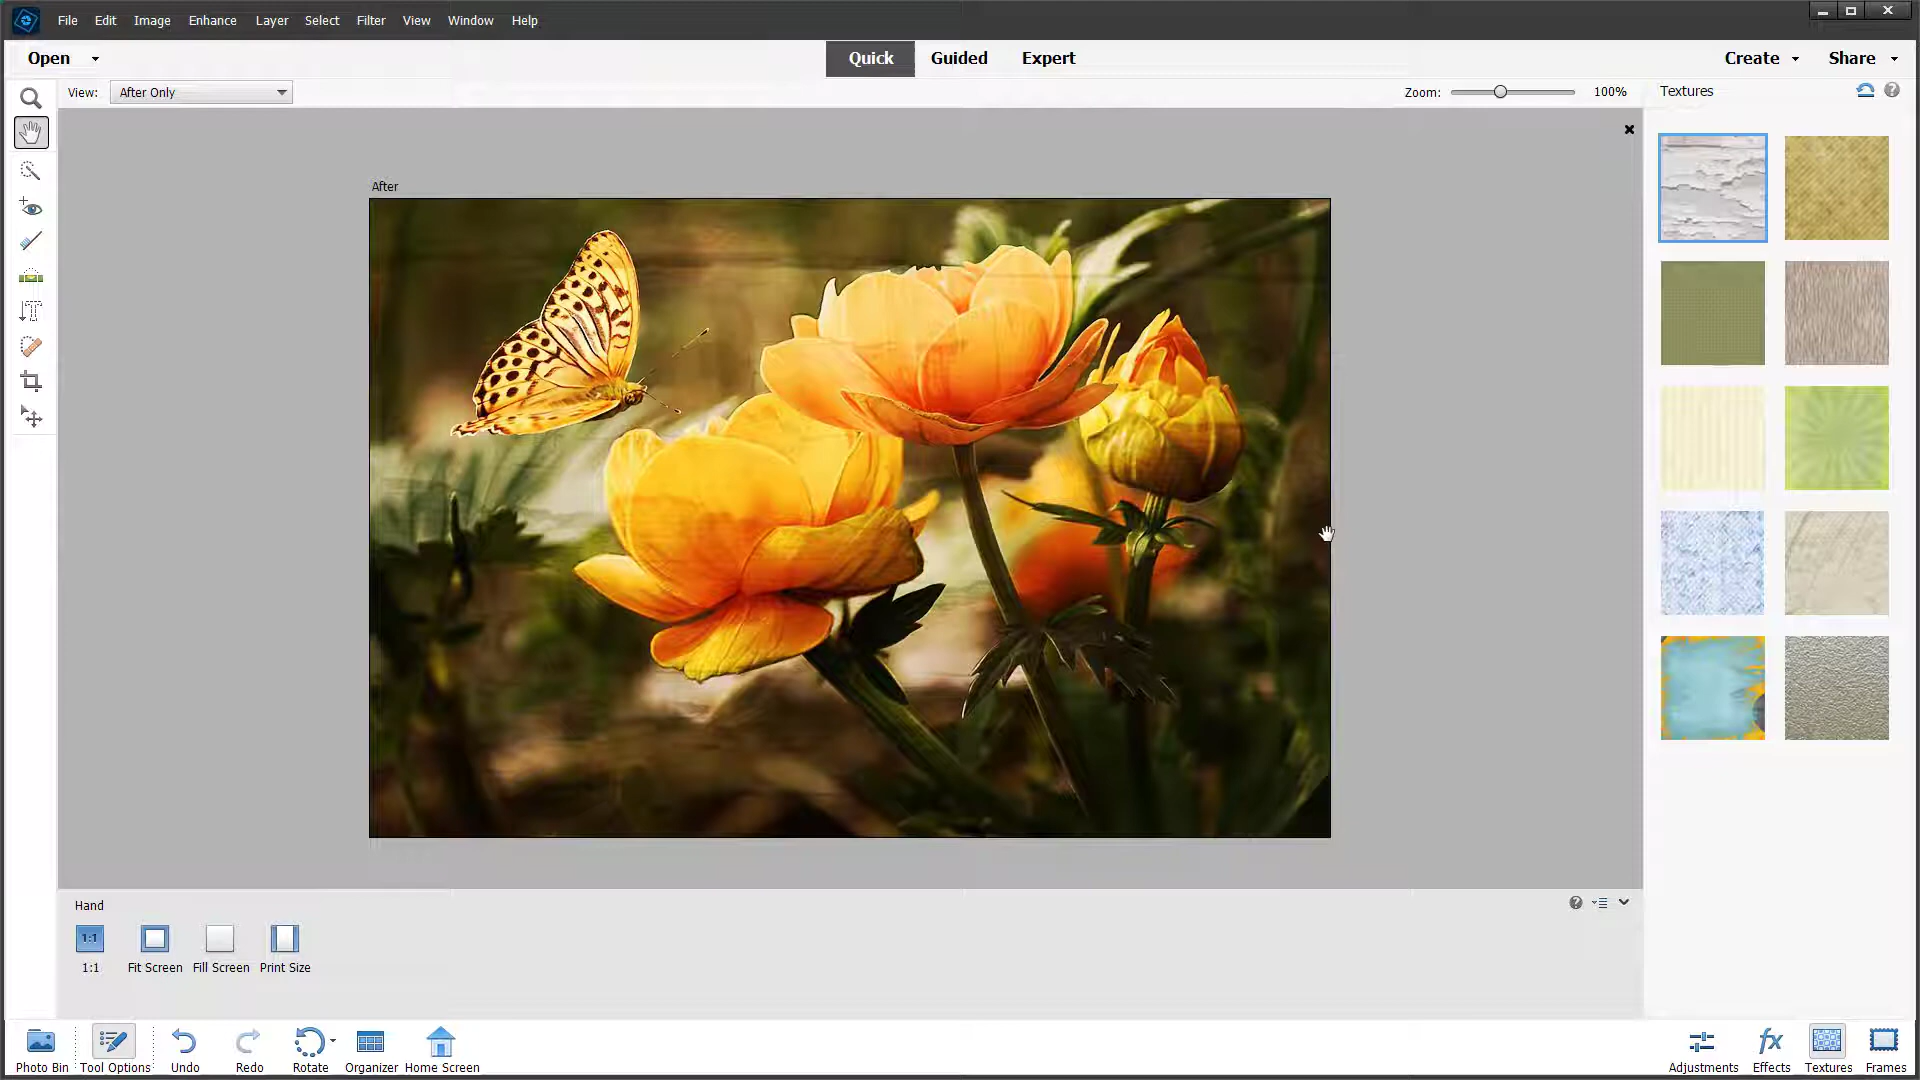 File Edit Image Enhance Layer Select Filter View Window Help
Open Quick Guided Expert Create Share
View: After Only Zoom: 100% Textures
After
Hand
1:1
1:1 Fit Screen Fill Screen Print Size
Photo Bin Tool Options Undo Redo Rotate Organizer Home Screen Adjustments Effects Textures Frames